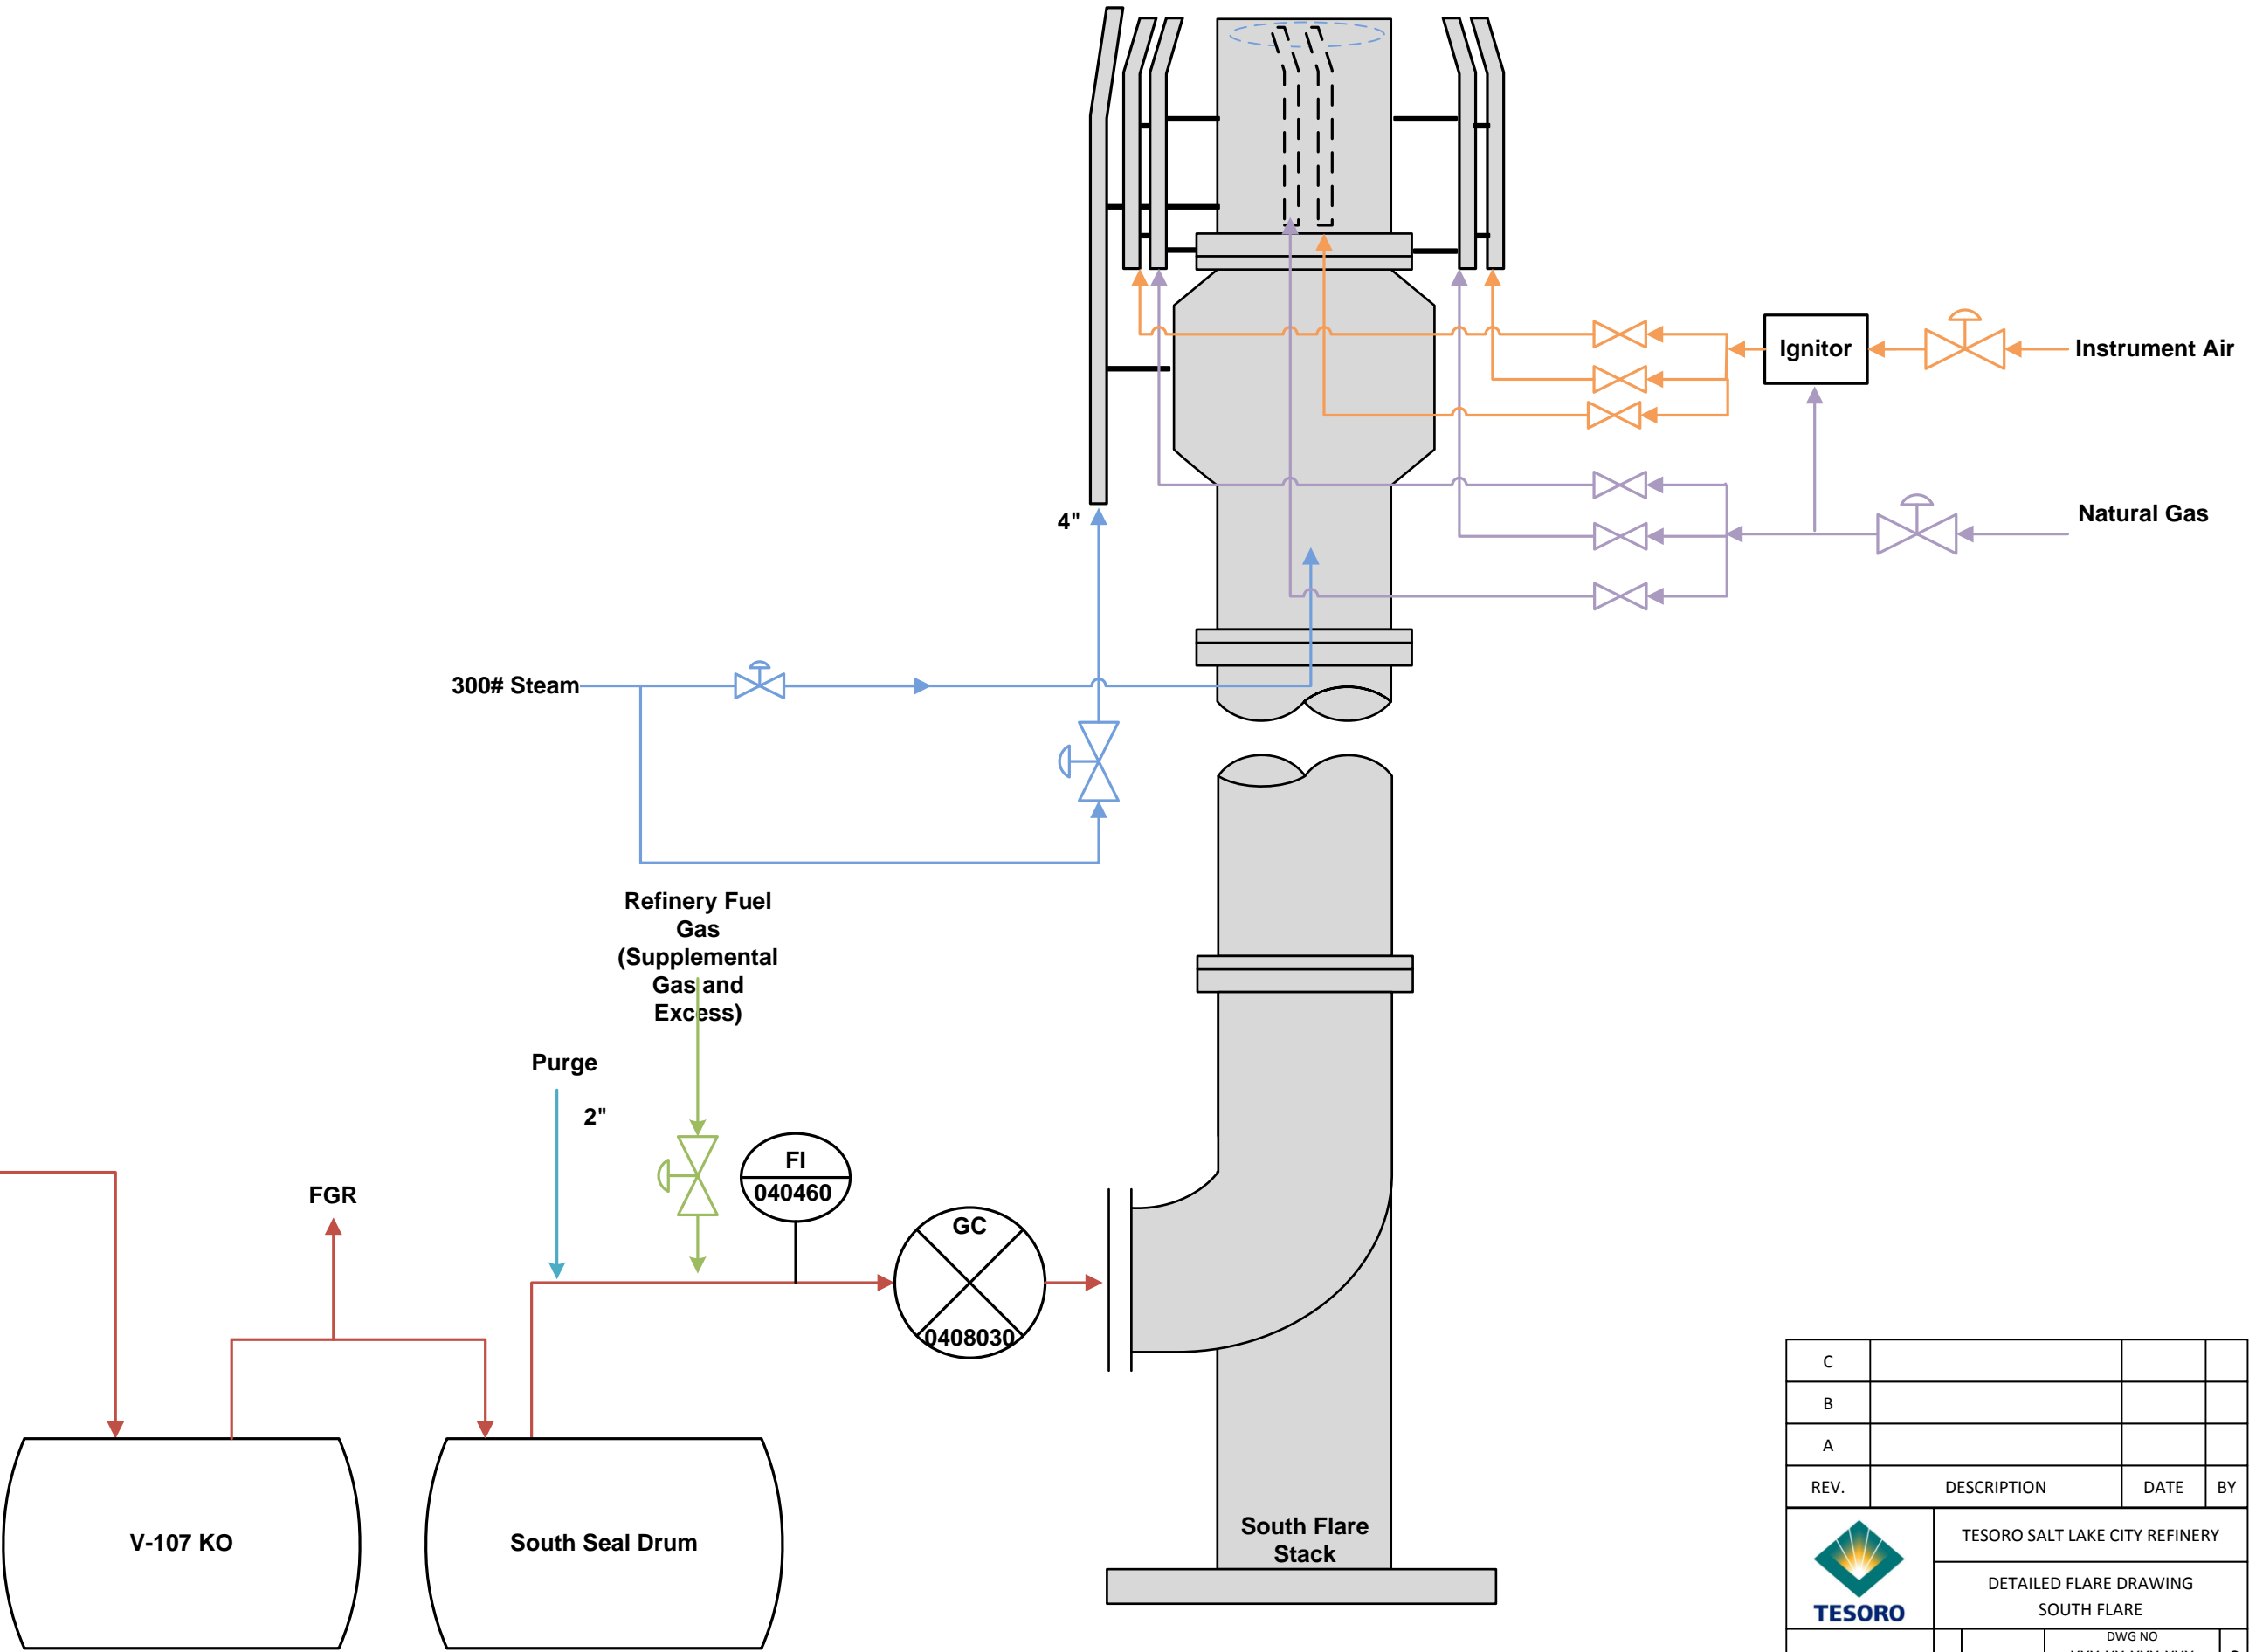 Ignitor
Instrument Air
4"
Natural Gas
300# Steam
Refinery Fuel
Gas
(Supplemental
Gas and
Excess)
Purge
2"
FI
040460
FGR
GC
0408030
V-107 KO
South Seal Drum
South Flare
Stack
C
B
A
REV. DESCRIPTION DATE BY
TESORO SALT LAKE CITY REFINERY
DETAILED FLARE DRAWING
SOUTH FLARE
TESORO
DWG NO